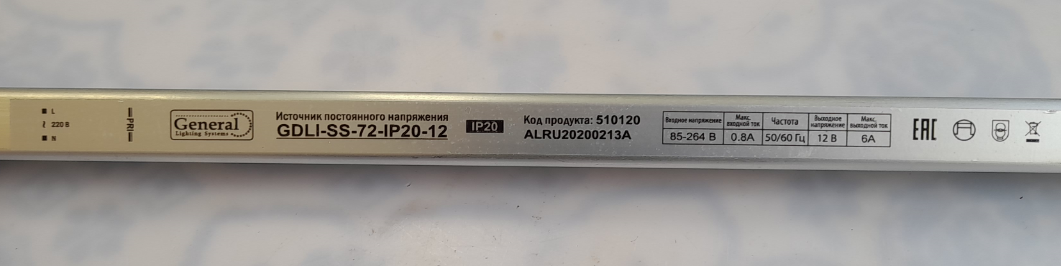 L
~ 220 В
N
PRI
General
Lighting Systems
Источник постоянного напряжения
GDLI-SS-72-IP20-12
IP20
Код продукта: 510120
ALRU20200213A
Входное напряжение Макс. входной ток Частота Выходное напряжение Макс. выходной ток
85-264 В 0.8A 50/60 Гц 12 В 6A
EAC